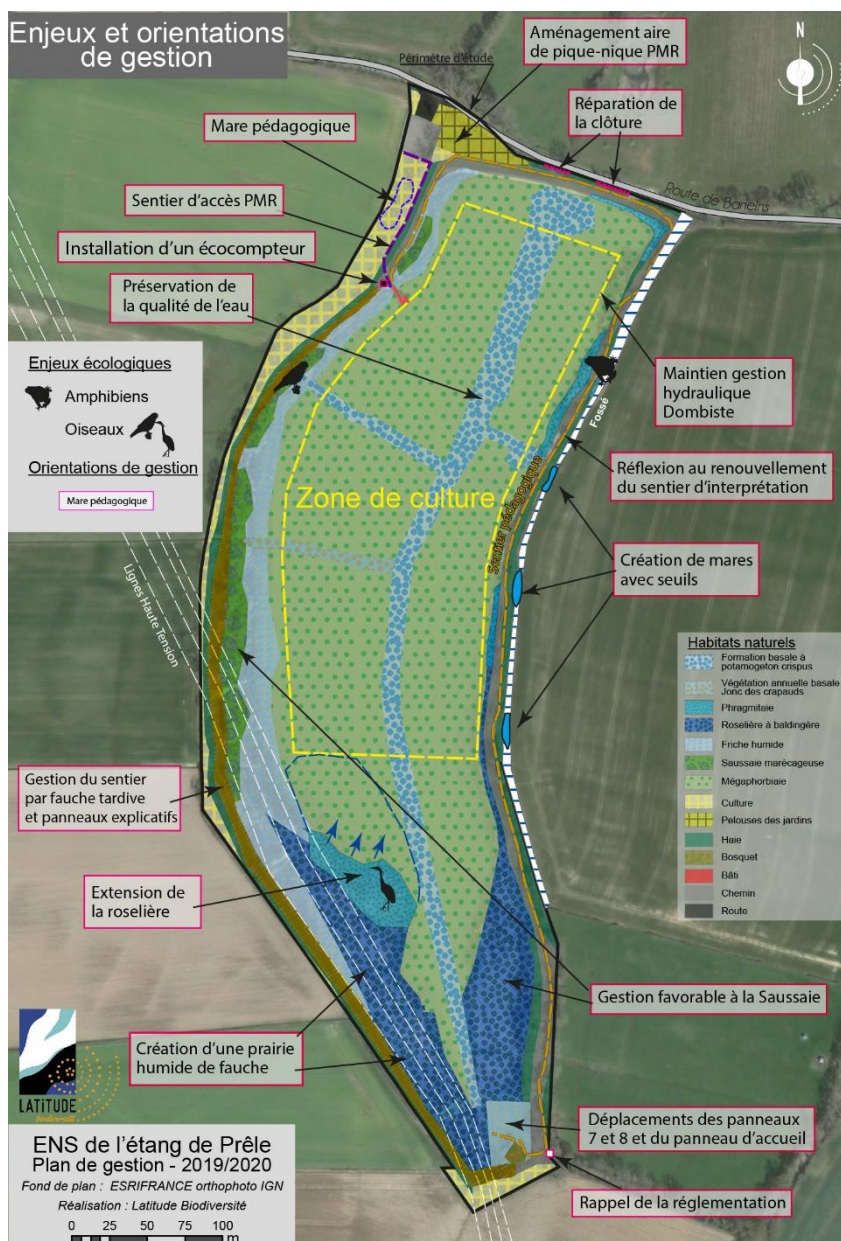 Enjeux et orientations
de gestion
Aménagement aire
de pique-nique PMR
N
Périmètre d'étude
Réparation de
la clôture
Mare pédagogique
Route de Baneins
Sentier d'accès PMR
Installation d'un écocompteur
Préservation de
la qualité de l'eau
Enjeux écologiques
Amphibiens
Oiseaux
Orientations de gestion
Mare pédagogique
Maintien gestion
hydraulique
Dombiste
Fossé
Réflexion au renouvellement
du sentier d'interprétation
Zone de culture
Sentier pédagogique
Création de mares
avec seuils
Lignes Haute Tension
Habitats naturels
Formation basale à
potamogeton crispus
Végétation annuelle basale
Jonc des crapauds
Phragmitaie
Roselière à baldingère
Friche humide
Saussaie marécageuse
Mégaphorbiaie
Culture
Pelouses des jardins
Haie
Bosquet
Bâti
Chemin
Route
Gestion du sentier
par fauche tardive
et panneaux explicatifs
Extension de
la roselière
Gestion favorable à la Saussaie
Création d'une prairie
humide de fauche
LATITUDE
biodiversité
Déplacements des panneaux
7 et 8 et du panneau d'accueil
ENS de l'étang de Prêle
Plan de gestion - 2019/2020
Fond de plan : ESRIFRANCE orthophoto IGN
Réalisation : Latitude Biodiversité
0 25 50 75 100
m
Rappel de la réglementation